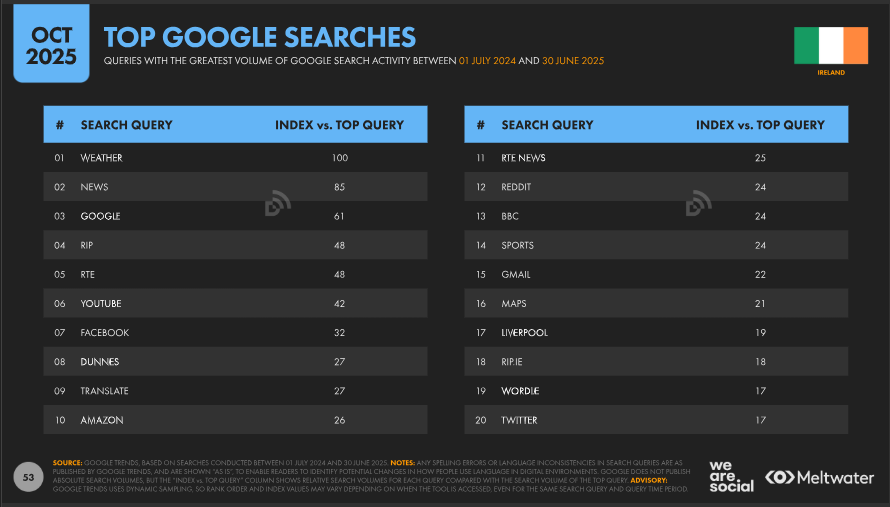 OCT
2025
TOP GOOGLE SEARCHES
QUERIES WITH THE GREATEST VOLUME OF GOOGLE SEARCH ACTIVITY BETWEEN 01 JULY 2024 AND 30 JUNE 2025
IRELAND
# SEARCH QUERY INDEX vs. TOP QUERY
01 WEATHER 100
02 NEWS 85
03 GOOGLE 61
04 RIP 48
05 RTE 48
06 YOUTUBE 42
07 FACEBOOK 32
08 DUNNES 27
09 TRANSLATE 27
10 AMAZON 26
# SEARCH QUERY INDEX vs. TOP QUERY
11 RTE NEWS 25
12 REDDIT 24
13 BBC 24
14 SPORTS 24
15 GMAIL 22
16 MAPS 21
17 LIVERPOOL 19
18 RIP.IE 18
19 WORDLE 17
20 TWITTER 17
53
SOURCE: GOOGLE TRENDS, BASED ON SEARCHES CONDUCTED BETWEEN 01 JULY 2024 AND 30 JUNE 2025. NOTES: ANY SPELLING ERRORS OR LANGUAGE INCONSISTENCIES IN SEARCH QUERIES ARE AS
PUBLISHED BY GOOGLE TRENDS, AND ARE SHOWN "AS IS", TO ENABLE READERS TO IDENTIFY POTENTIAL CHANGES IN HOW PEOPLE USE LANGUAGE IN DIGITAL ENVIRONMENTS. GOOGLE DOES NOT PUBLISH
ABSOLUTE SEARCH VOLUMES, BUT THE "INDEX vs. TOP QUERY" COLUMN SHOWS RELATIVE SEARCH VOLUMES FOR EACH QUERY COMPARED WITH THE SEARCH VOLUME OF THE TOP QUERY. ADVISORY:
GOOGLE TRENDS USES DYNAMIC SAMPLING, SO RANK ORDER AND INDEX VALUES MAY VARY DEPENDING ON WHEN THE TOOL IS ACCESSED, EVEN FOR THE SAME SEARCH QUERY AND QUERY TIME PERIOD.
we
are.
social
Meltwater